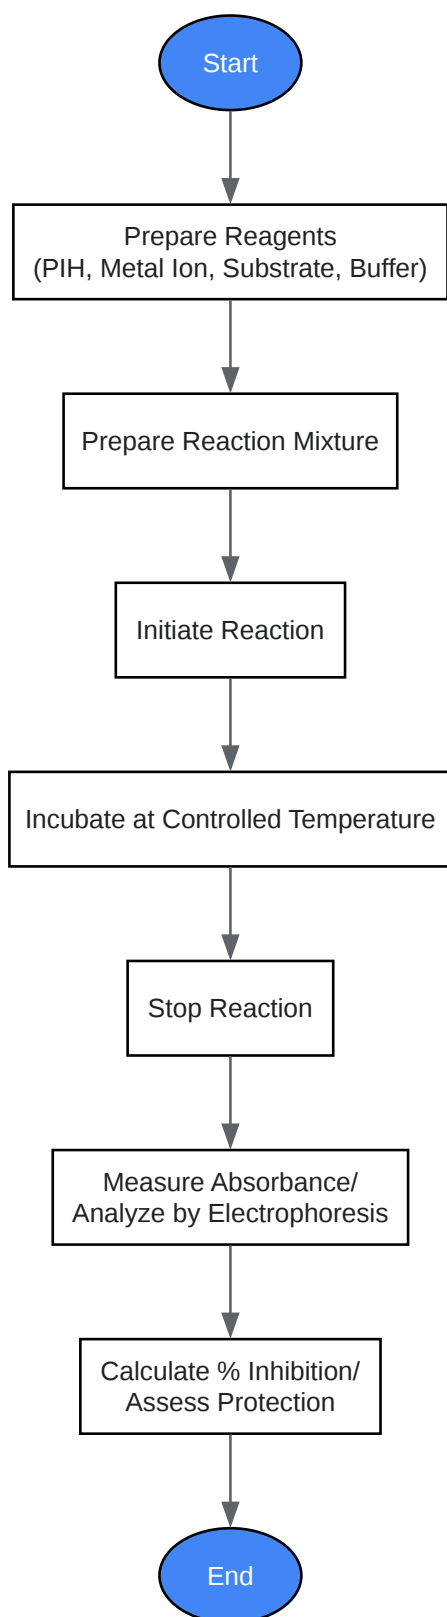 Start
Prepare Reagents
(PIH, Metal Ion, Substrate, Buffer)
Prepare Reaction Mixture
Initiate Reaction
Incubate at Controlled Temperature
Stop Reaction
Measure Absorbance/
Analyze by Electrophoresis
Calculate % Inhibition/
Assess Protection
End